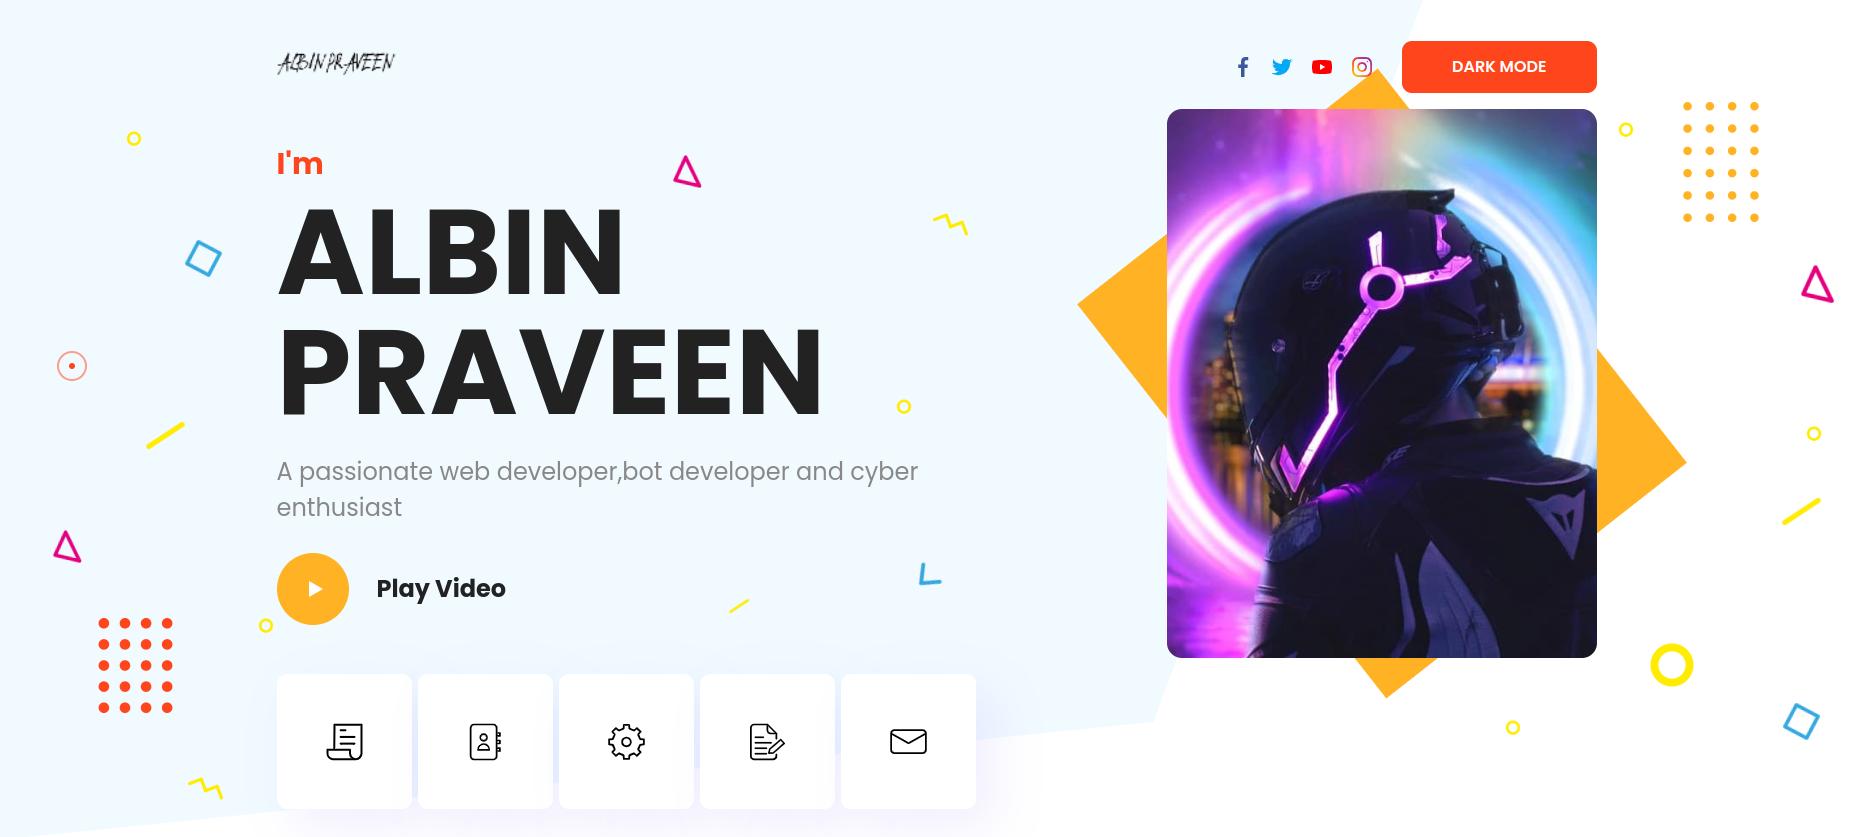 ALBIN PRAVEEN
DARK MODE
I'm
ALBIN
PRAVEEN
A passionate web developer,bot developer and cyber
enthusiast
Play Video